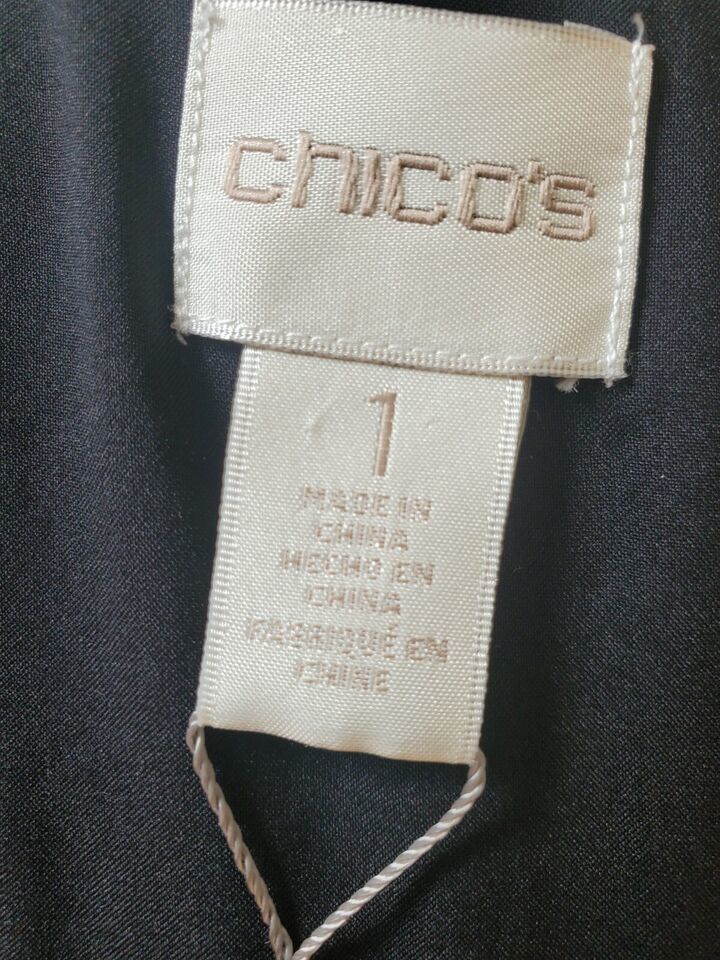 chico's
1
MADE IN
CHINA
HECHO EN
CHINA
FABRIQUÉ EN
CHINE